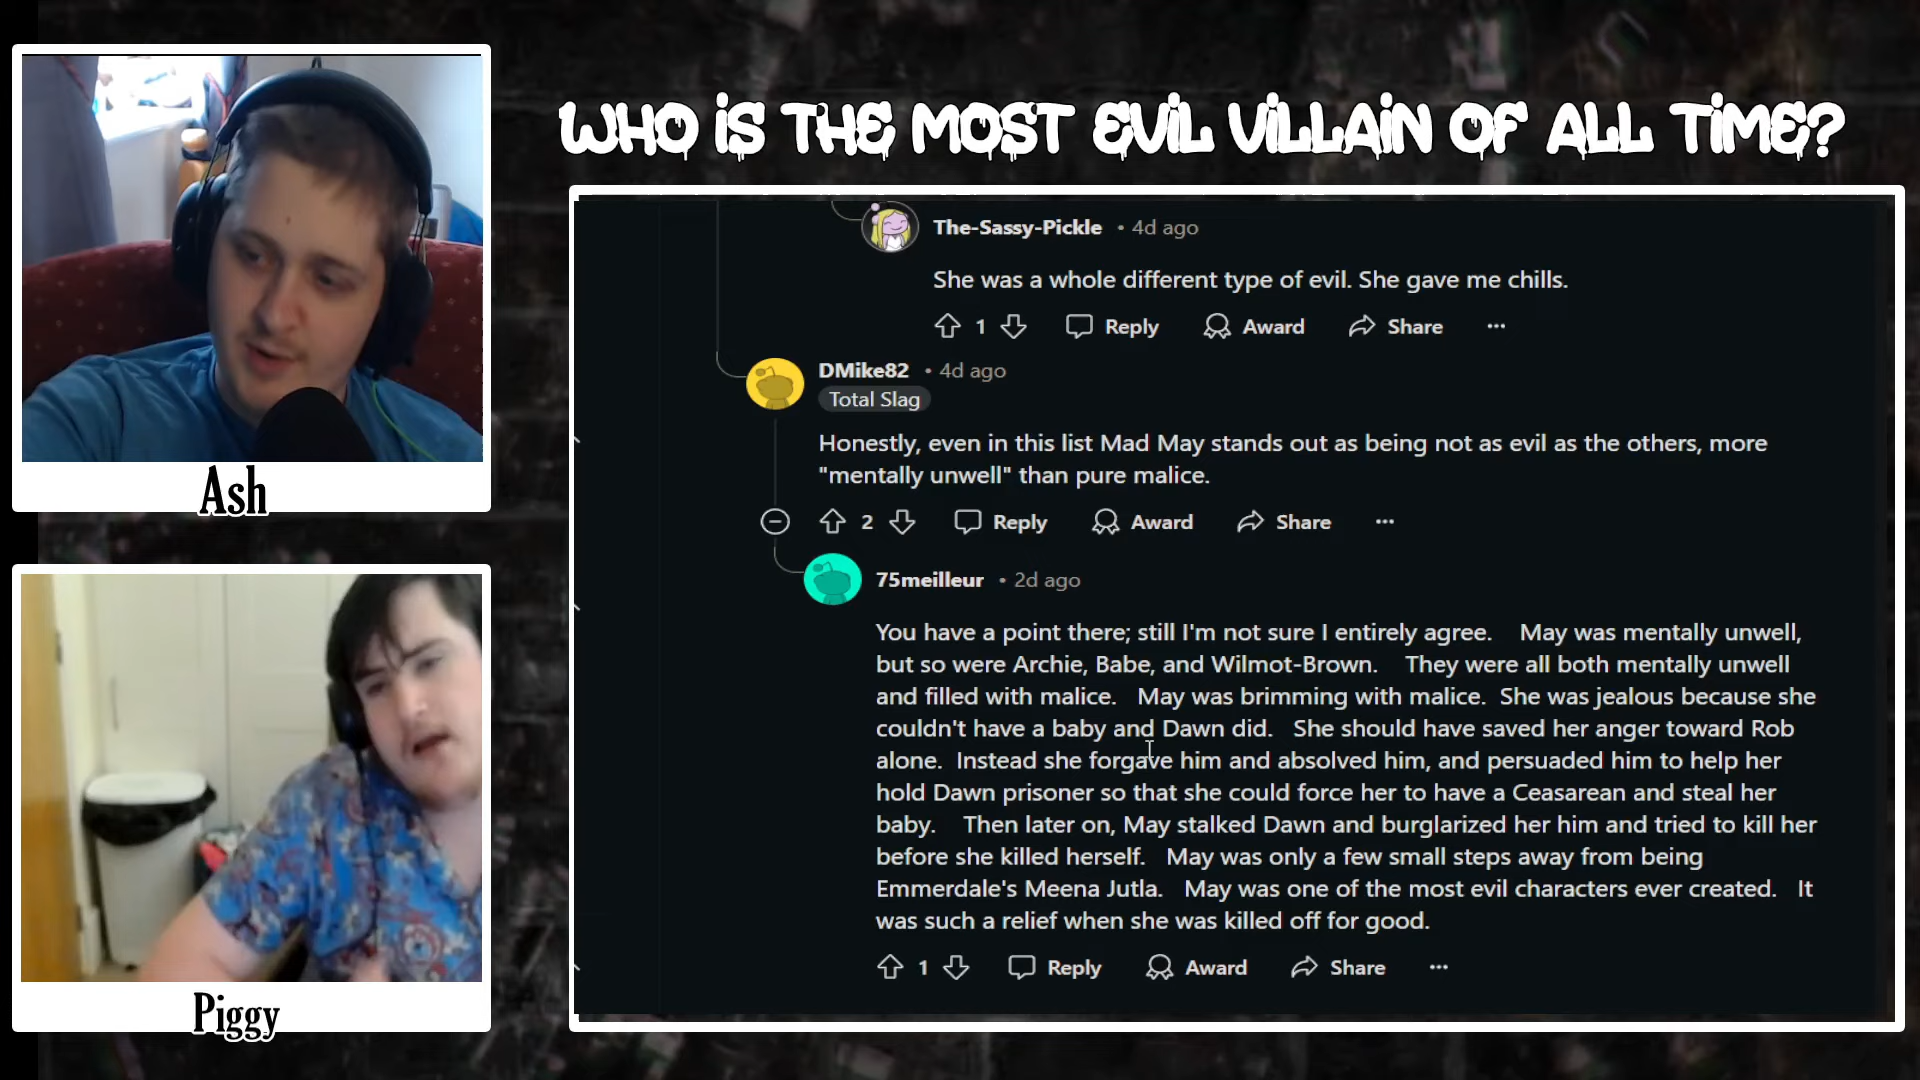 WHO IS THE MOST EVIL VILLAIN OF ALL TIME?
Ash
Piggy
The-Sassy-Pickle • 4d ago
She was a whole different type of evil. She gave me chills.
1 Reply Award Share ...
DMike82 • 4d ago
Total Slag
Honestly, even in this list Mad May stands out as being not as evil as the others, more
"mentally unwell" than pure malice.
2 Reply Award Share ...
75meilleur • 2d ago
You have a point there; still I'm not sure I entirely agree. May was mentally unwell,
but so were Archie, Babe, and Wilmot-Brown. They were all both mentally unwell
and filled with malice. May was brimming with malice. She was jealous because she
couldn't have a baby and Dawn did. She should have saved her anger toward Rob
alone. Instead she forgave him and absolved him, and persuaded him to help her
hold Dawn prisoner so that she could force her to have a Ceasarean and steal her
baby. Then later on, May stalked Dawn and burglarized her him and tried to kill her
before she killed herself. May was only a few small steps away from being
Emmerdale's Meena Jutla. May was one of the most evil characters ever created. It
was such a relief when she was killed off for good.
1 Reply Award Share ...